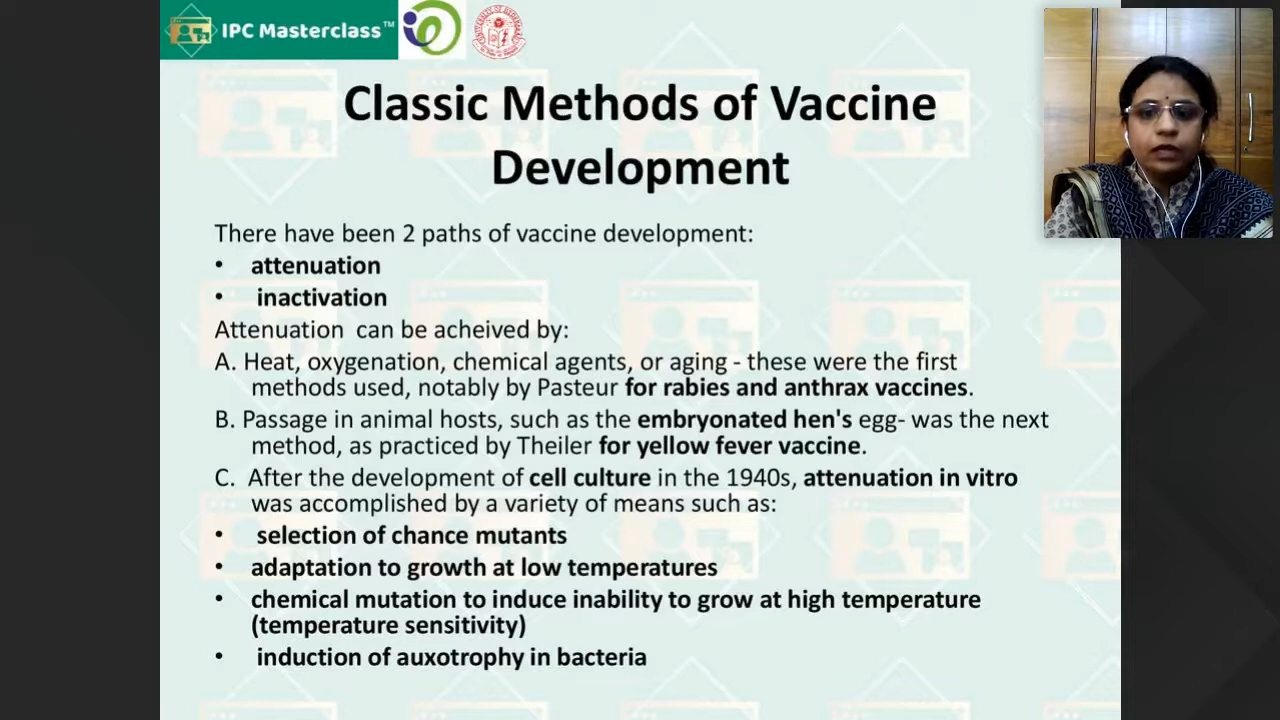 IPC Masterclass™
Classic Methods of Vaccine
Development
There have been 2 paths of vaccine development:
• attenuation
• inactivation
Attenuation can be acheived by:
A. Heat, oxygenation, chemical agents, or aging - these were the first
methods used, notably by Pasteur for rabies and anthrax vaccines.
B. Passage in animal hosts, such as the embryonated hen's egg- was the next
method, as practiced by Theiler for yellow fever vaccine.
C. After the development of cell culture in the 1940s, attenuation in vitro
was accomplished by a variety of means such as:
• selection of chance mutants
• adaptation to growth at low temperatures
• chemical mutation to induce inability to grow at high temperature
(temperature sensitivity)
• induction of auxotrophy in bacteria